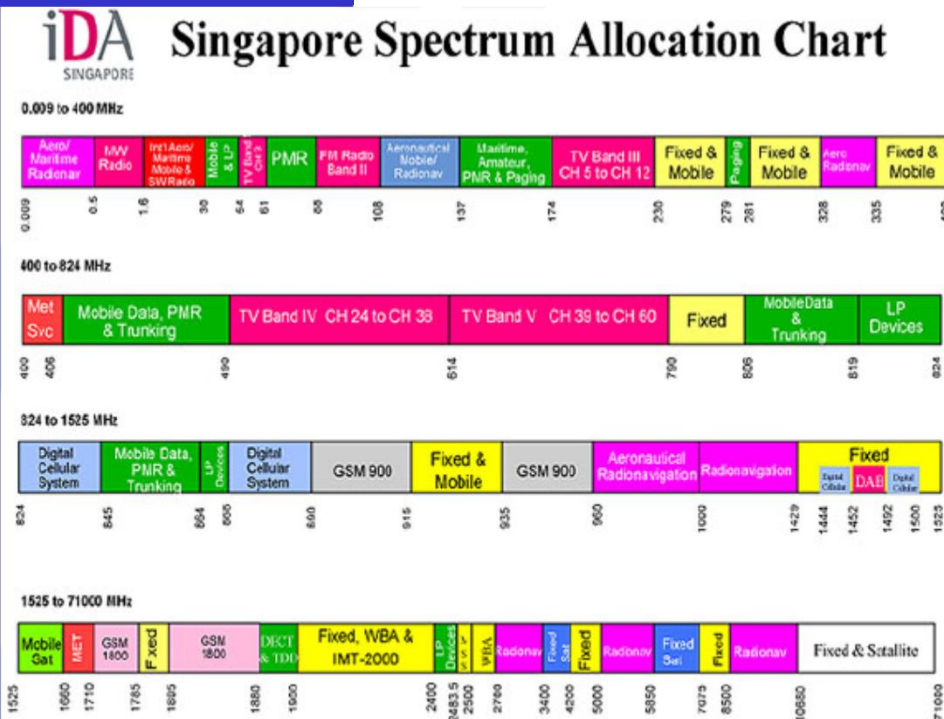 iDA
SINGAPORE
Singapore Spectrum Allocation Chart
0.009 to 400 MHz
Aero/ Maritime Radionav
MW Radio
Int'l Aero/ Maritime Mobile & SW Radio
Mobile & LP
TV Band CH 3
PMR
FM Radio Band II
Aeronautical Mobile/ Radionav
Maritime, Amateur, PMR & Paging
TV Band III CH 5 to CH 12
Fixed & Mobile
Paging
Fixed & Mobile
Aero Radionav
Fixed & Mobile
0.009 0.5 1.6 30 54 61 88 108 137 174 230 279 281 328 335
400 to 824 MHz
Met Svc
Mobile Data, PMR & Trunking
TV Band IV CH 24 to CH 38
TV Band V CH 39 to CH 60
Fixed
Mobile Data & Trunking
LP Devices
400 406 490 614 790 806 819 824
824 to 1525 MHz
Digital Cellular System
Mobile Data, PMR & Trunking
LP Devices
Digital Cellular System
GSM 900
Fixed & Mobile
GSM 900
Aeronautical Radionavigation
Radionavigation
Fixed
Digital Cellular
DAB
Digital Cellular
824 845 864 890 915 935 960 1000 1429 1444 1452 1492 1500 1525
1525 to 71000 MHz
Mobile Sat
MET
GSM 1800
Fixed
GSM 1800
DECT & TDD
Fixed, WBA & IMT-2000
LP Devices
WBA
Radionav
Fixed Sat
Fixed
Radionav
Fixed Sat
Fixed
Radionav
Fixed & Satallite
1525 1660 1710 1785 1880 2400 2483.5 2500 3400 4200 5000 5850 7075 8500 10680 71000